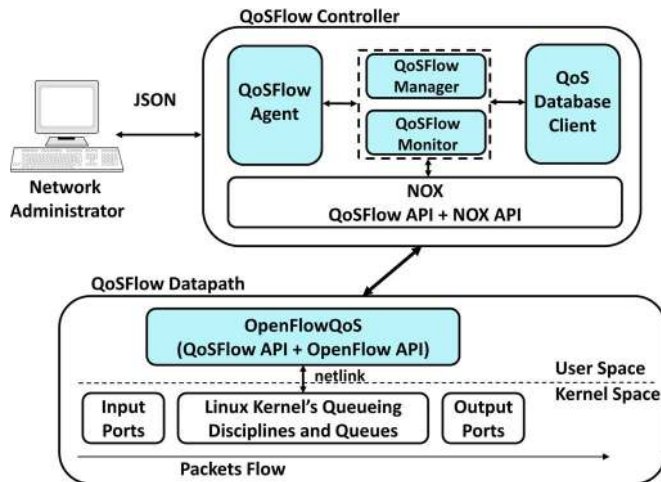 QoSFlow Controller
JSON
Network
Administrator
QoSFlow
Agent
QoSFlow
Manager
QoSFlow
Monitor
QoS
Database
Client
NOX
QoSFlow API + NOX API
QoSFlow Datapath
OpenFlowQoS
(QoSFlow API + OpenFlow API)
netlink
User Space
Kernel Space
Input
Ports
Linux Kernel's Queueing
Disciplines and Queues
Output
Ports
Packets Flow